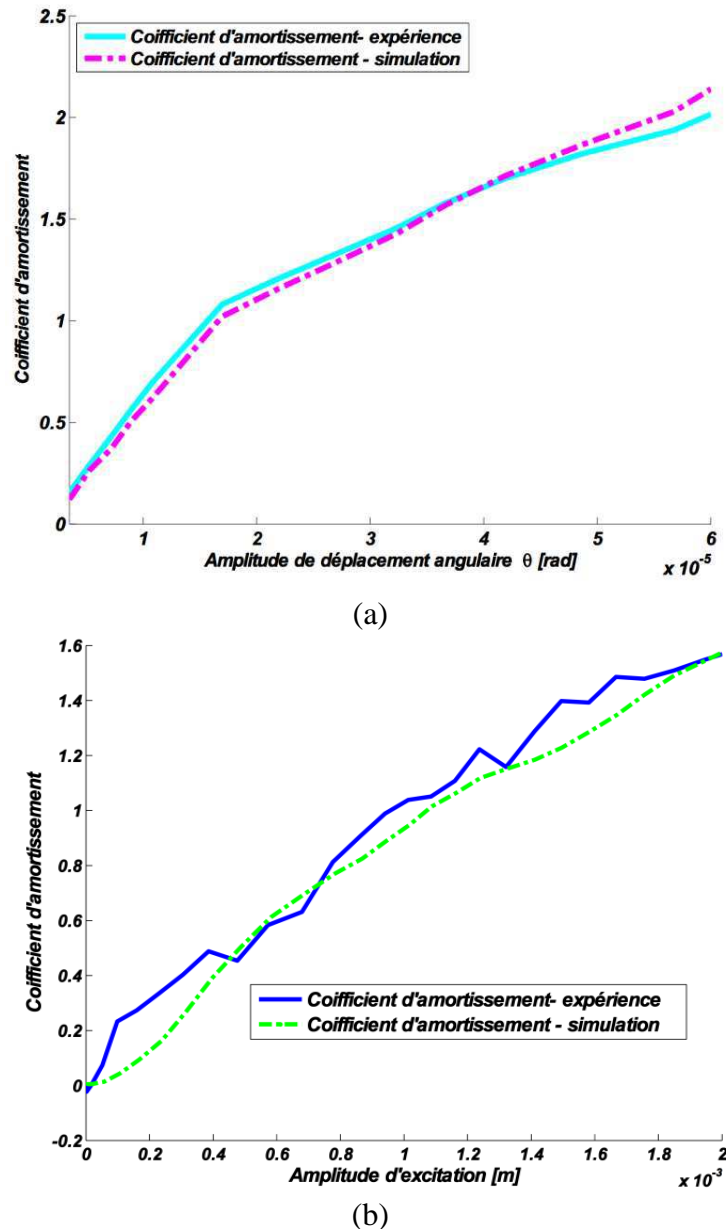 2.5
Coifficient d'amortissement- expérience
Coifficient d'amortissement - simulation
2
1.5
Coifficient d'amortissement
1
0.5
0
1 2 3 4 5 6
Amplitude de déplacement angulaire θ [rad]
x 10⁻⁵
(a)
1.6
1.4
1.2
1
0.8
Coifficient d'amortissement
0.6
0.4
Coifficient d'amortissement- expérience
Coifficient d'amortissement - simulation
0.2
0
-0.2
0 0.2 0.4 0.6 0.8 1 1.2 1.4 1.6 1.8 2
Amplitude d'excitation [m]
x 10⁻³
(b)